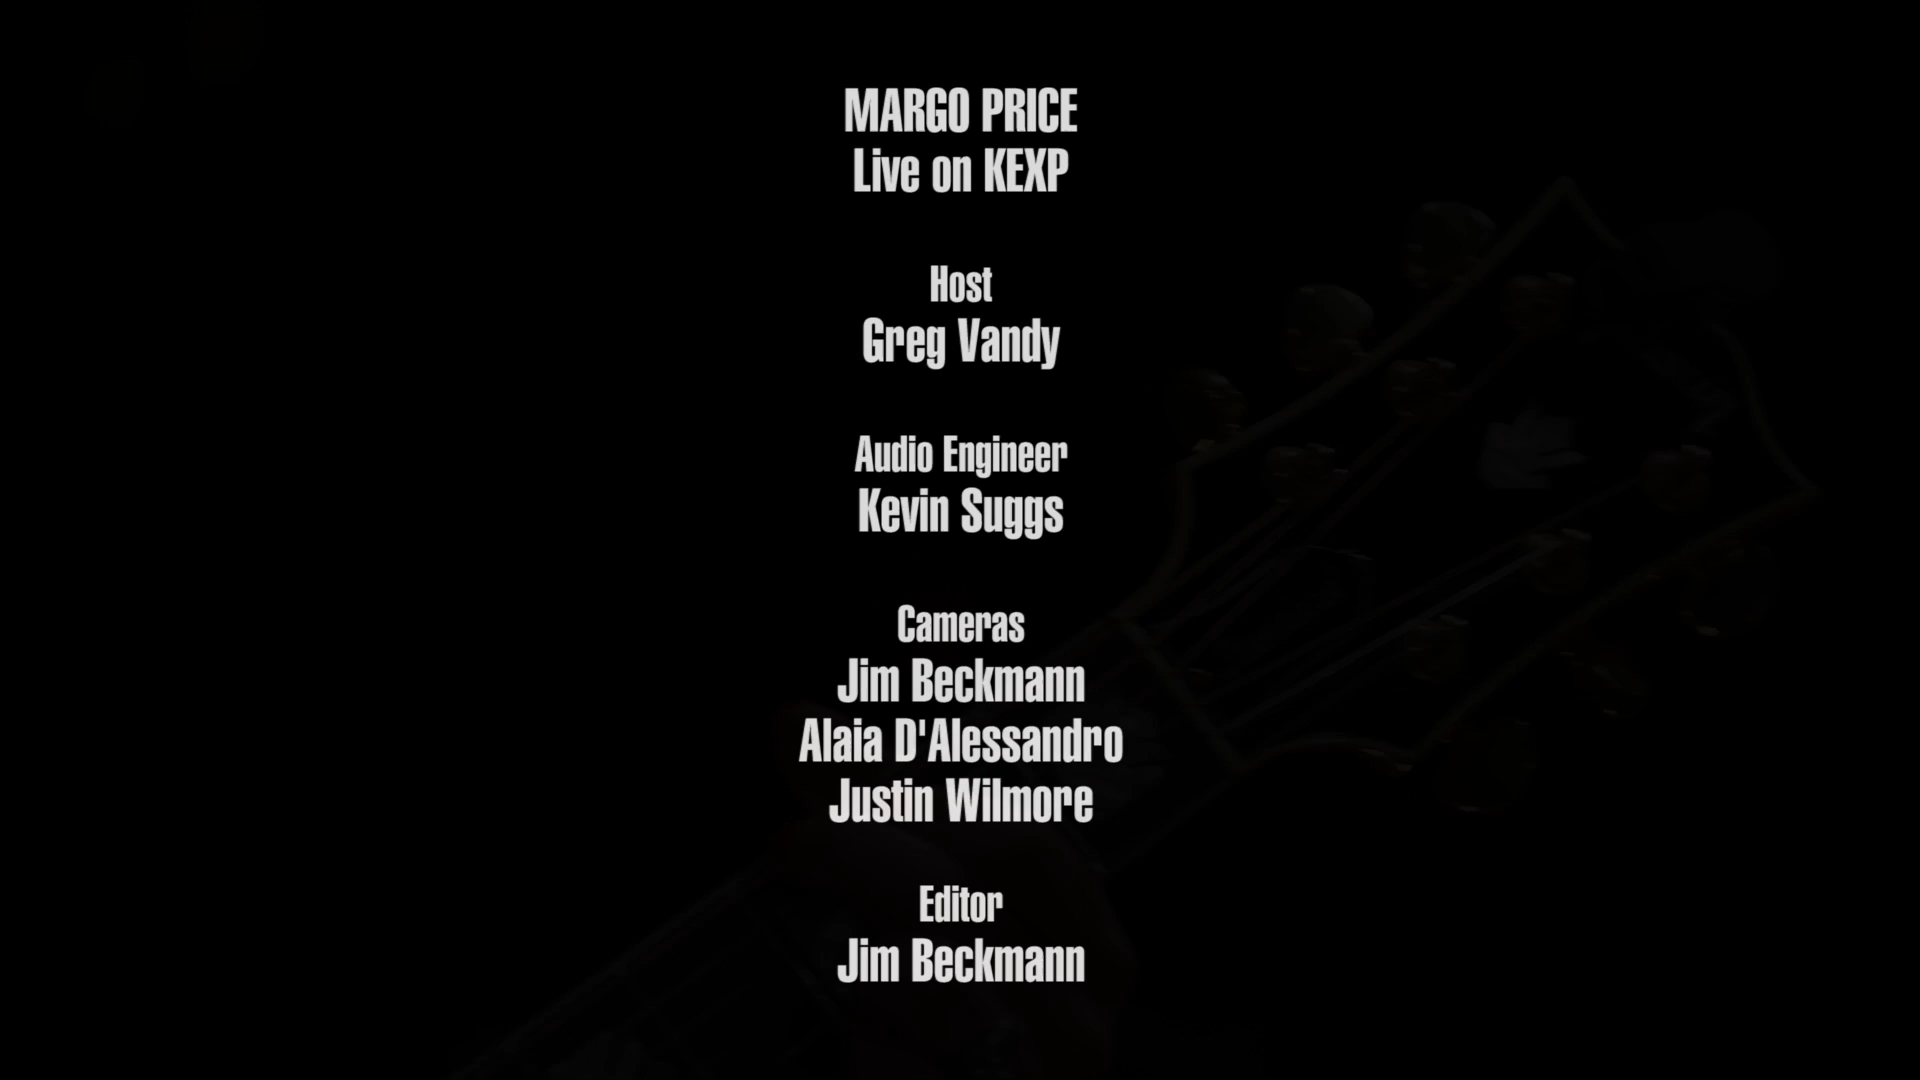 MARGO PRICE
Live on KEXP
Host
Greg Vandy
Audio Engineer
Kevin Suggs
Cameras
Jim Beckmann
Alaia D'Alessandro
Justin Wilmore
Editor
Jim Beckmann